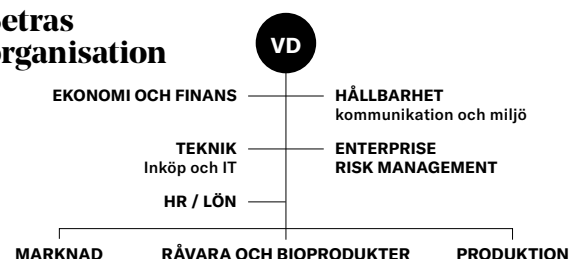 etras
rganisation
VD
EKONOMI OCH FINANS
HÅLLBARHET
kommunikation och miljö
TEKNIK
Inköp och IT
ENTERPRISE
RISK MANAGEMENT
HR / LÖN
MARKNAD
RÅVARA OCH BIOPRODUKTER
PRODUKTION